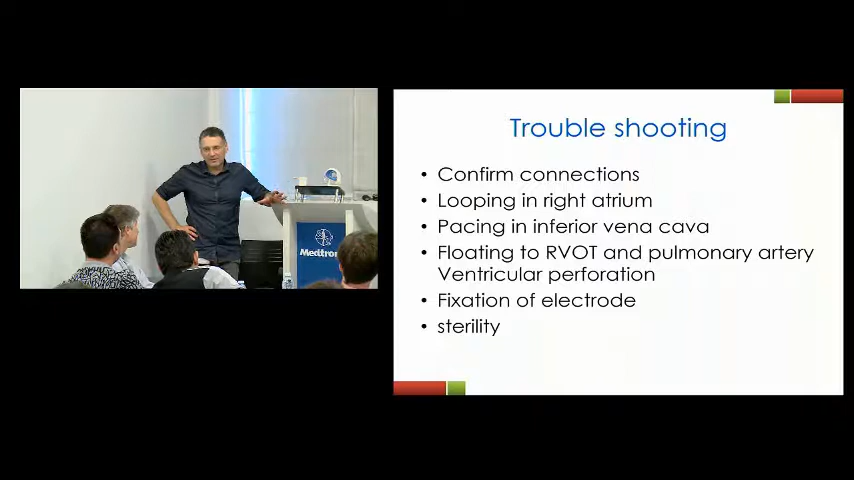 Medtron
Trouble shooting
• Confirm connections
• Looping in right atrium
• Pacing in inferior vena cava
• Floating to RVOT and pulmonary artery
Ventricular perforation
• Fixation of electrode
• sterility